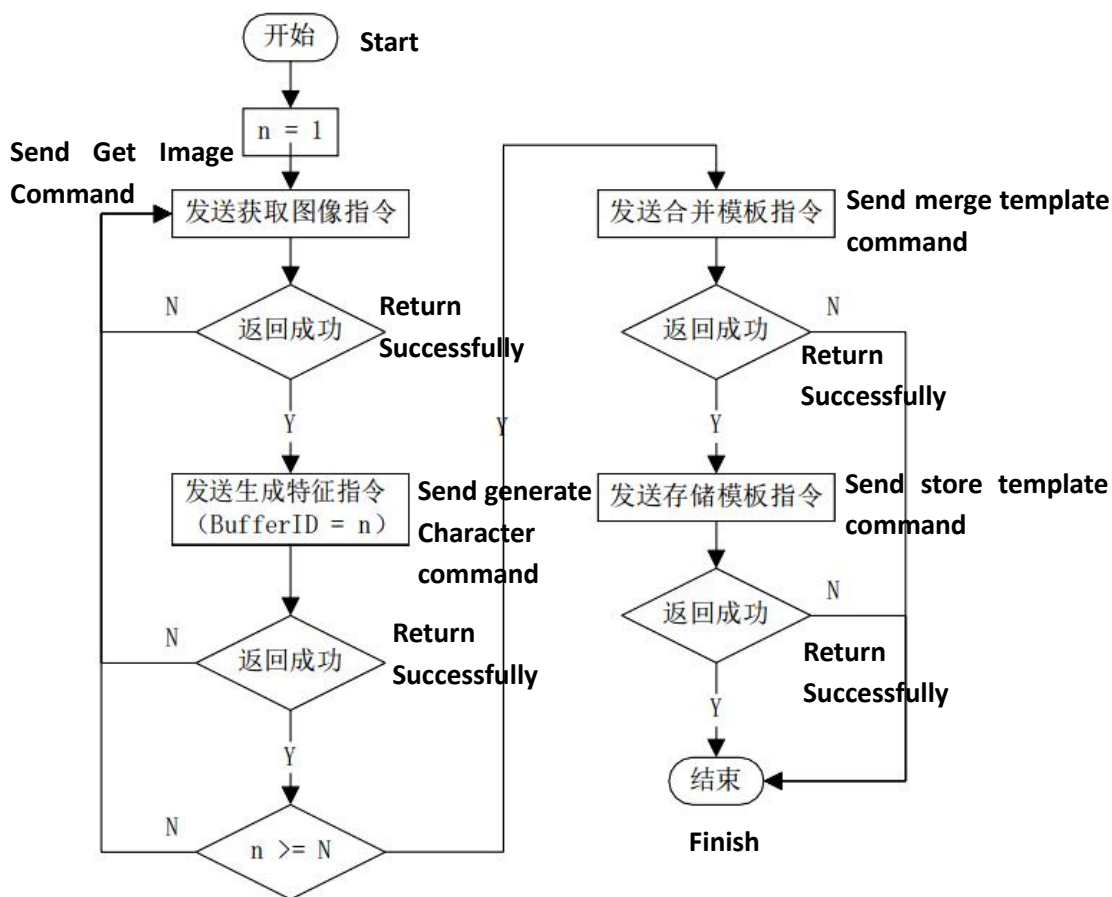 开始
Start
n = 1
Send Get Image
Command
发送获取图像指令
N
返回成功
Return
Successfully
Y
发送生成特征指令
（BufferID = n）
Send generate
Character
command
N
返回成功
Return
Successfully
Y
N
n >= N
Y
发送合并模板指令
Send merge template
command
返回成功
N
Return
Successfully
Y
发送存储模板指令
Send store template
command
返回成功
N
Return
Successfully
Y
结束
Finish